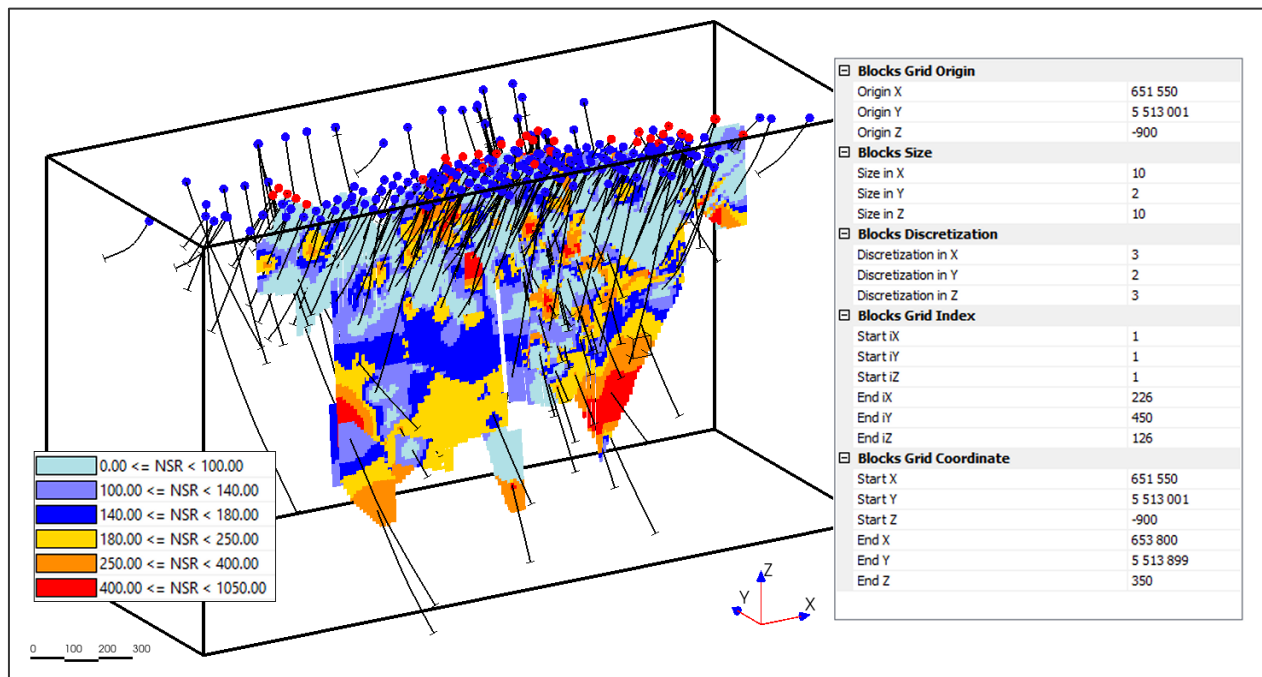 Blocks Grid Origin
Origin X 651 550
Origin Y 5 513 001
Origin Z -900
Blocks Size
Size in X 10
Size in Y 2
Size in Z 10
Blocks Discretization
Discretization in X 3
Discretization in Y 2
Discretization in Z 3
Blocks Grid Index
Start iX 1
Start iY 1
Start iZ 1
End iX 226
End iY 450
End iZ 126
Blocks Grid Coordinate
Start X 651 550
Start Y 5 513 001
Start Z -900
End X 653 800
End Y 5 513 899
End Z 350
0.00 <= NSR < 100.00
100.00 <= NSR < 140.00
140.00 <= NSR < 180.00
180.00 <= NSR < 250.00
250.00 <= NSR < 400.00
400.00 <= NSR < 1050.00
Z
Y X
0 100 200 300